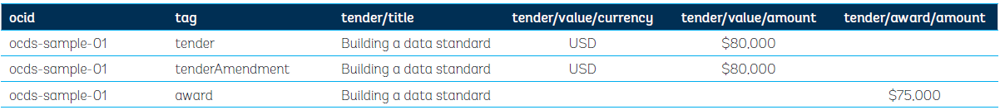 ocid tag tender/title tender/value/currency tender/value/amount tender/award/amount
ocds-sample-01 tender Building a data standard USD $80,000
ocds-sample-01 tenderAmendment Building a data standard USD $80,000
ocds-sample-01 award Building a data standard $75,000